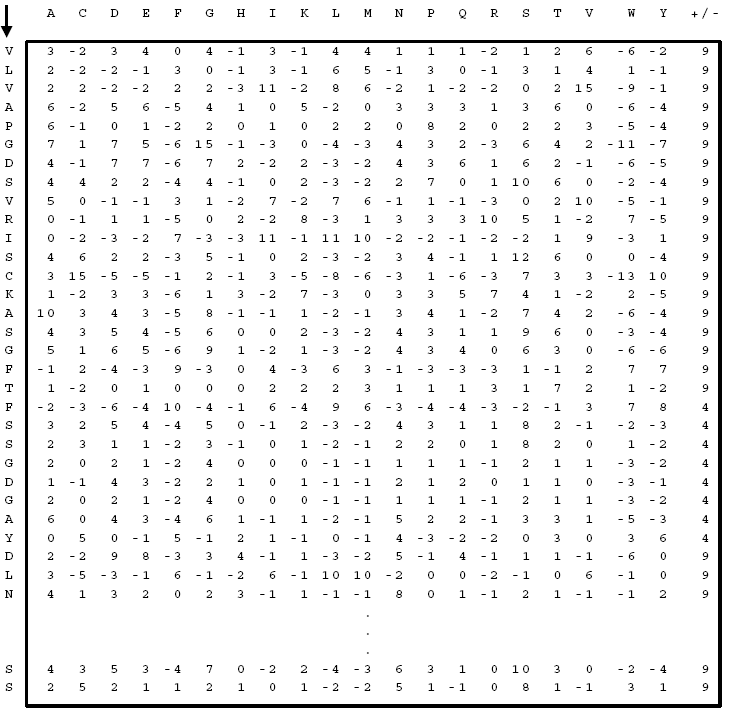 A C D E F G H I K L M N P Q R S T V W Y +/-
V 3 -2 3 4 0 4 -1 3 -1 4 4 1 1 1 -2 1 2 6 -6 -2 9
L 2 -2 -2 -1 3 0 -1 3 -1 6 5 -1 3 0 -1 3 1 4 1 -1 9
V 2 2 -2 -2 2 2 -3 11 -2 8 6 -2 1 -2 -2 0 2 15 -9 -1 9
A 6 -2 5 6 -5 4 1 0 5 -2 0 3 3 3 1 3 6 0 -6 -4 9
P 6 -1 0 1 -2 2 0 1 0 2 2 0 8 2 0 2 2 3 -5 -4 9
G 7 1 7 5 -6 15 -1 -3 0 -4 -3 4 3 2 -3 6 4 2 -11 -7 9
D 4 -1 7 7 -6 7 2 -2 2 -3 -2 4 3 6 1 6 2 -1 -6 -5 9
S 4 4 2 2 -4 4 -1 0 2 -3 -2 2 7 0 1 10 6 0 -2 -4 9
V 5 0 -1 -1 3 1 -2 7 -2 7 6 -1 1 -1 -3 0 2 10 -5 -1 9
R 0 -1 1 1 -5 0 2 -2 8 -3 1 3 3 3 10 5 1 -2 7 -5 9
I 0 -2 -3 -2 7 -3 -3 11 -1 11 10 -2 -2 -1 -2 -2 1 9 -3 1 9
S 4 6 2 2 -3 5 -1 0 2 -3 -2 3 4 -1 1 12 6 0 0 -4 9
C 3 15 -5 -5 -1 2 -1 3 -5 -8 -6 -3 1 -6 -3 7 3 3 -13 10 9
K 1 -2 3 3 -6 1 3 -2 7 -3 0 3 3 5 7 4 1 -2 2 -5 9
A 10 3 4 3 -5 8 -1 -1 1 -2 -1 3 4 1 -2 7 4 2 -6 -4 9
S 4 3 5 4 -5 6 0 0 2 -3 -2 4 3 1 1 9 6 0 -3 -4 9
G 5 1 6 5 -6 9 1 -2 1 -3 -2 4 3 4 0 6 3 0 -6 -6 9
F -1 2 -4 -3 9 -3 0 4 -3 6 3 -1 -3 -3 -3 1 -1 2 7 7 9
T 1 -2 0 1 0 0 0 2 2 2 3 1 1 1 3 1 7 2 1 -2 9
F -2 -3 -6 -4 10 -4 -1 6 -4 9 6 -3 -4 -4 -3 -2 -1 3 7 8 4
S 3 2 5 4 -4 5 0 -1 2 -3 -2 4 3 1 1 8 2 -1 -2 -3 4
S 2 3 1 1 -2 3 -1 0 1 -2 -1 2 2 0 1 8 2 0 1 -2 4
G 2 0 2 1 -2 4 0 0 0 -1 -1 1 1 1 -1 2 1 1 -3 -2 4
D 1 -1 4 3 -2 2 1 0 1 -1 -1 2 1 2 0 1 1 0 -3 -1 4
G 2 0 2 1 -2 4 0 0 0 -1 -1 1 1 1 -1 2 1 1 -3 -2 4
A 6 0 4 3 -4 6 1 -1 1 -2 -1 5 2 2 -1 3 3 1 -5 -3 4
Y 0 5 0 -1 5 -1 2 1 -1 0 -1 4 -3 -2 -2 0 3 0 3 6 4
D 2 -2 9 8 -3 3 4 -1 1 -3 -2 5 -1 4 -1 1 1 -1 -6 0 9
L 3 -5 -3 -1 6 -1 -2 6 -1 10 10 -2 0 0 -2 -1 0 6 -1 0 9
N 4 1 3 2 0 2 3 -1 1 -1 -1 8 0 1 -1 2 1 -1 -1 2 9
.
.
.
S 4 3 5 3 -4 7 0 -2 2 -4 -3 6 3 1 0 10 3 0 -2 -4 9
S 2 5 2 1 1 2 1 0 1 -2 -2 5 1 -1 0 8 1 -1 3 1 9